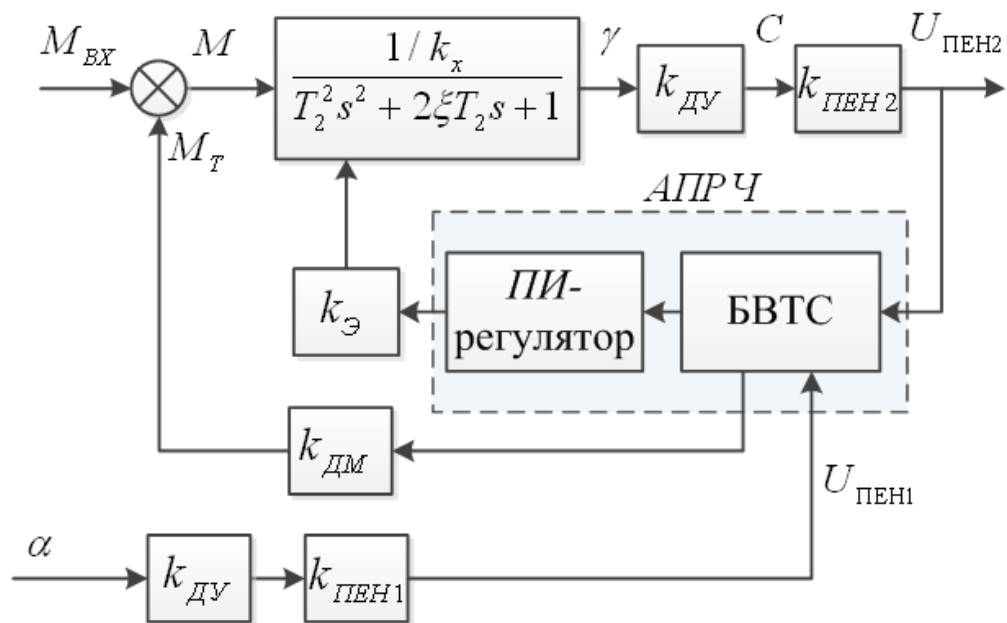 M_ВХ
M
1 / k_x
T_2^2 s^2 + 2ξT_2 s + 1
γ
k_ДУ
C
k_ПЕН 2
U_ПЕН2
M_T
АПРЧ
k_Э
ПИ-
регулятор
БВТС
k_ДМ
U_ПЕН1
α
k_ДУ
k_ПЕН 1